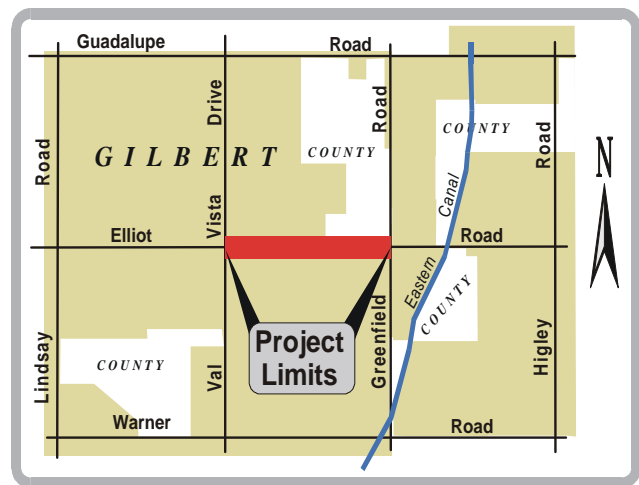 Guadalupe Road
Road
Drive
Road
Road
GILBERT
COUNTY
COUNTY
N
Canal
Vista
Elliot
Road
Eastern
COUNTY
Greenfield
Project
Limits
COUNTY
Lindsay
Val
Higley
Warner
Road